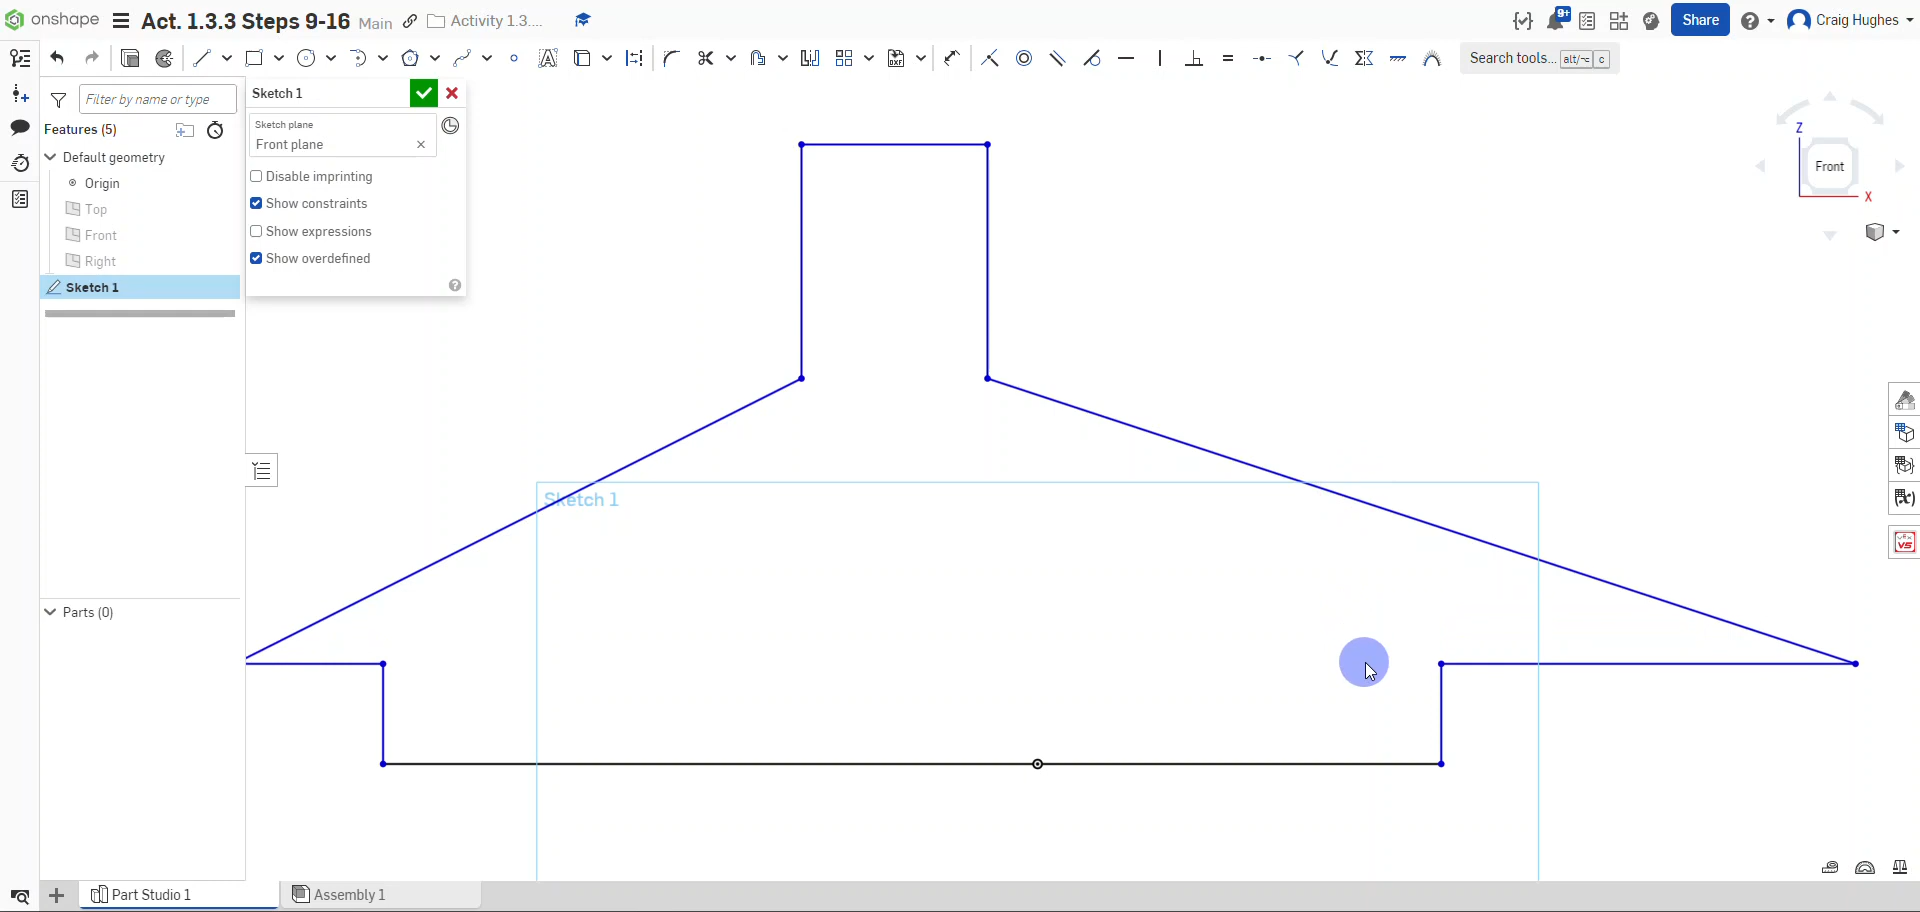 onshape Act. 1.3.3 Steps 9-16 Main Activity 1.3.... 9+ Share Craig Hughes
Search tools... alt/⌥ c
Filter by name or type
Features (5)
Default geometry
Origin
Top
Front
Right
Sketch 1
Sketch 1
Sketch plane
Front plane
Disable imprinting
Show constraints
Show expressions
Show overdefined
Z
Front
X
Sketch 1
Parts (0)
Part Studio 1
Assembly 1